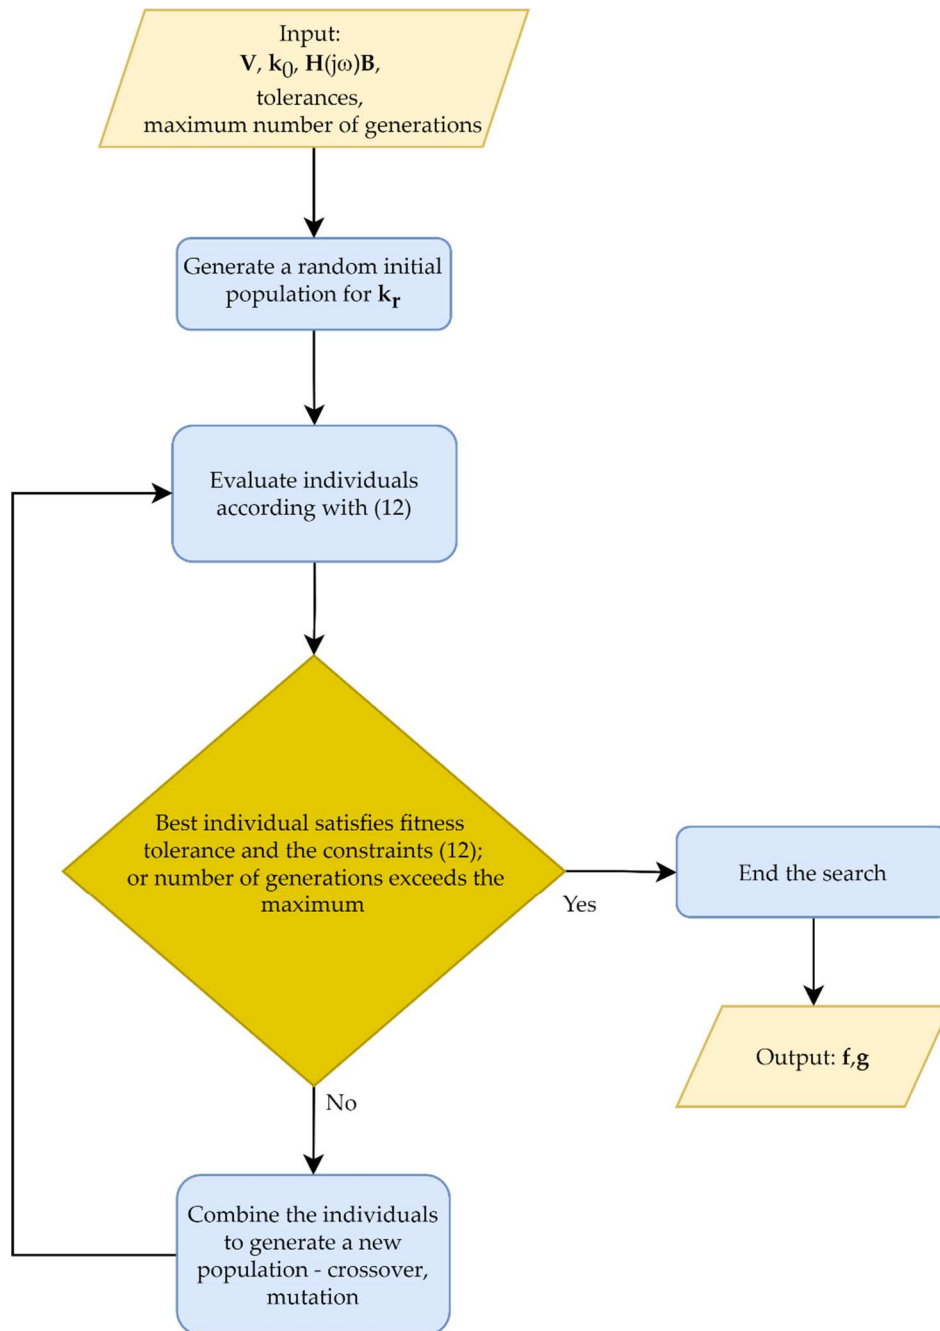 Input:
V, k0, H(jω)B,
tolerances,
maximum number of generations
Generate a random initial
population for kr
Evaluate individuals
according with (12)
Best individual satisfies fitness
tolerance and the constraints (12);
or number of generations exceeds the
maximum
Yes
End the search
Output: f,g
No
Combine the individuals
to generate a new
population - crossover,
mutation